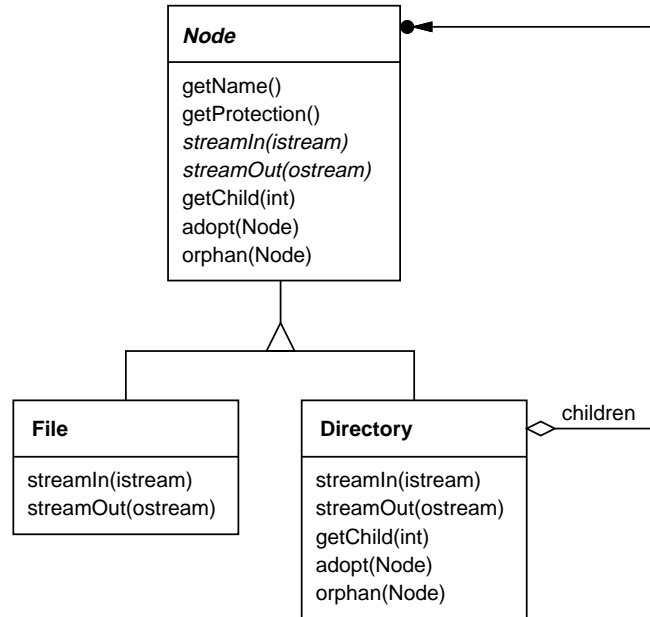 Node
getName()
getProtection()
streamIn(istream)
streamOut(ostream)
getChild(int)
adopt(Node)
orphan(Node)
File
streamIn(istream)
streamOut(ostream)
Directory
streamIn(istream)
streamOut(ostream)
getChild(int)
adopt(Node)
orphan(Node)
children